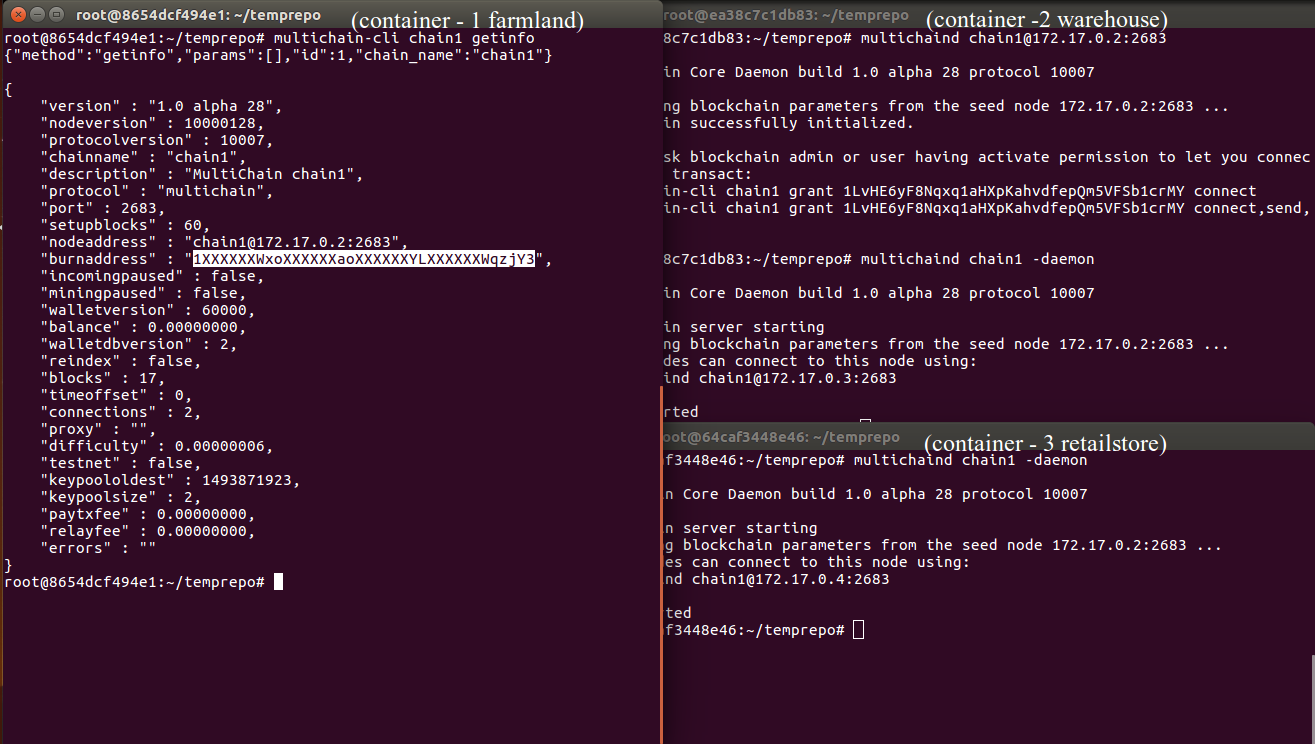 root@8654dcf494e1: ~/temprepo (container - 1 farmland)
root@8654dcf494e1:~/temprepo# multichain-cli chain1 getinfo
{"method":"getinfo","params":[],"id":1,"chain_name":"chain1"}
{
"version" : "1.0 alpha 28",
"nodeversion" : 10000128,
"protocolversion" : 10007,
"chainname" : "chain1",
"description" : "MultiChain chain1",
"protocol" : "multichain",
"port" : 2683,
"setupblocks" : 60,
"nodeaddress" : "chain1@172.17.0.2:2683",
"burnaddress" : "1XXXXXXWxoXXXXXXaoXXXXXXYLXXXXXXWqzjY3",
"incomingpaused" : false,
"miningpaused" : false,
"walletversion" : 60000,
"balance" : 0.00000000,
"walletdbversion" : 2,
"reindex" : false,
"blocks" : 17,
"timeoffset" : 0,
"connections" : 2,
"proxy" : "",
"difficulty" : 0.00000006,
"testnet" : false,
"keypoololdest" : 1493871923,
"keypoolsize" : 2,
"paytxfee" : 0.00000000,
"relayfee" : 0.00000000,
"errors" : ""
}
root@8654dcf494e1:~/temprepo#
root@ea38c7c1db83: ~/temprepo (container -2 warehouse)
8c7c1db83:~/temprepo# multichaind chain1@172.17.0.2:2683
in Core Daemon build 1.0 alpha 28 protocol 10007
ng blockchain parameters from the seed node 172.17.0.2:2683 ...
in successfully initialized.
sk blockchain admin or user having activate permission to let you connec
transact:
in-cli chain1 grant 1LvHE6yF8Nqxq1aHXpKahvdfepQm5VFSb1crMY connect
in-cli chain1 grant 1LvHE6yF8Nqxq1aHXpKahvdfepQm5VFSb1crMY connect,send,
8c7c1db83:~/temprepo# multichaind chain1 -daemon
in Core Daemon build 1.0 alpha 28 protocol 10007
in server starting
ng blockchain parameters from the seed node 172.17.0.2:2683 ...
des can connect to this node using:
ind chain1@172.17.0.3:2683
rted
oot@64caf3448e46: ~/temprepo (container - 3 retailstore)
f3448e46:~/temprepo# multichaind chain1 -daemon
n Core Daemon build 1.0 alpha 28 protocol 10007
n server starting
g blockchain parameters from the seed node 172.17.0.2:2683 ...
es can connect to this node using:
nd chain1@172.17.0.4:2683
ted
f3448e46:~/temprepo#